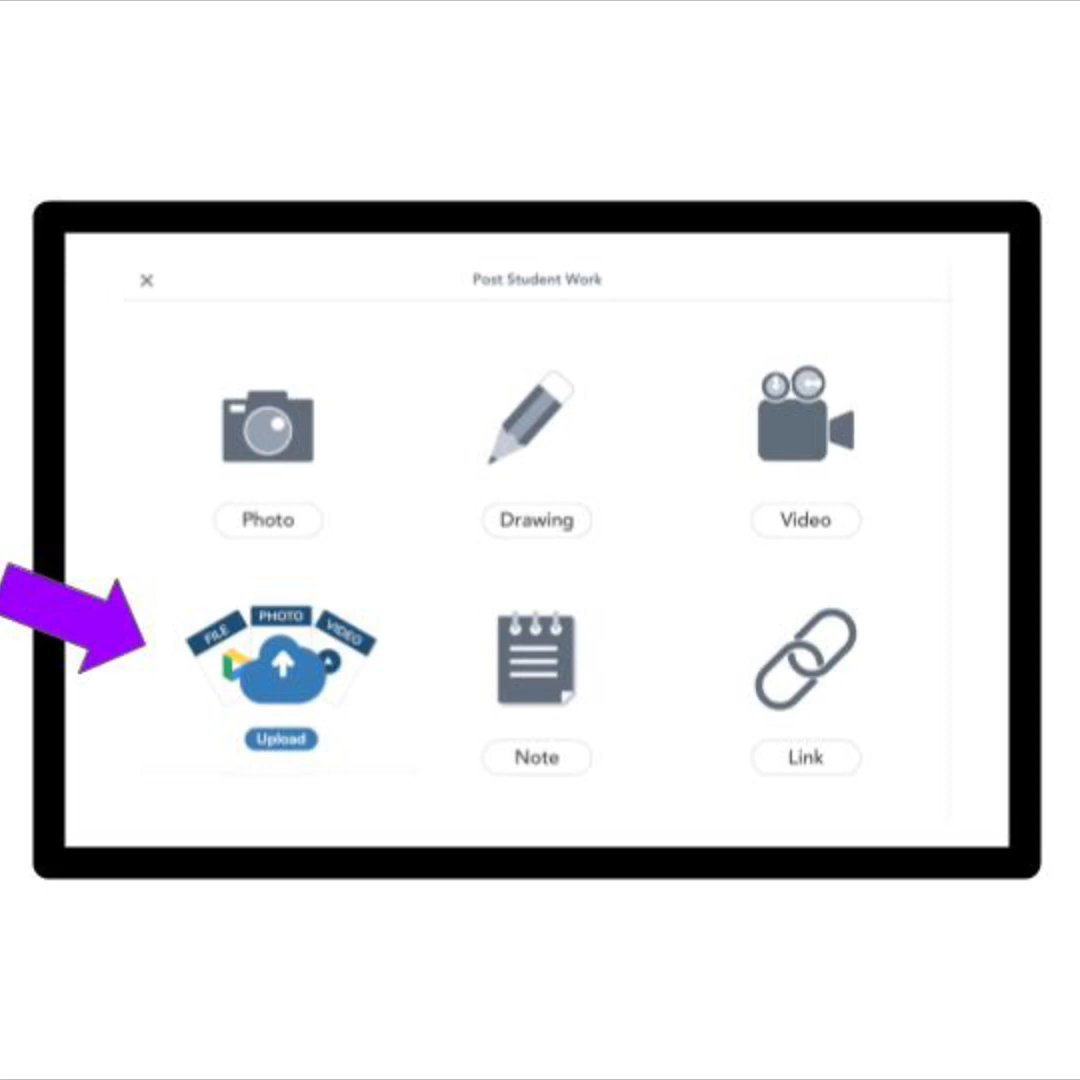 Post Student Work
Photo
Drawing
Video
FILE
PHOTO
VIDEO
Upload
Note
Link